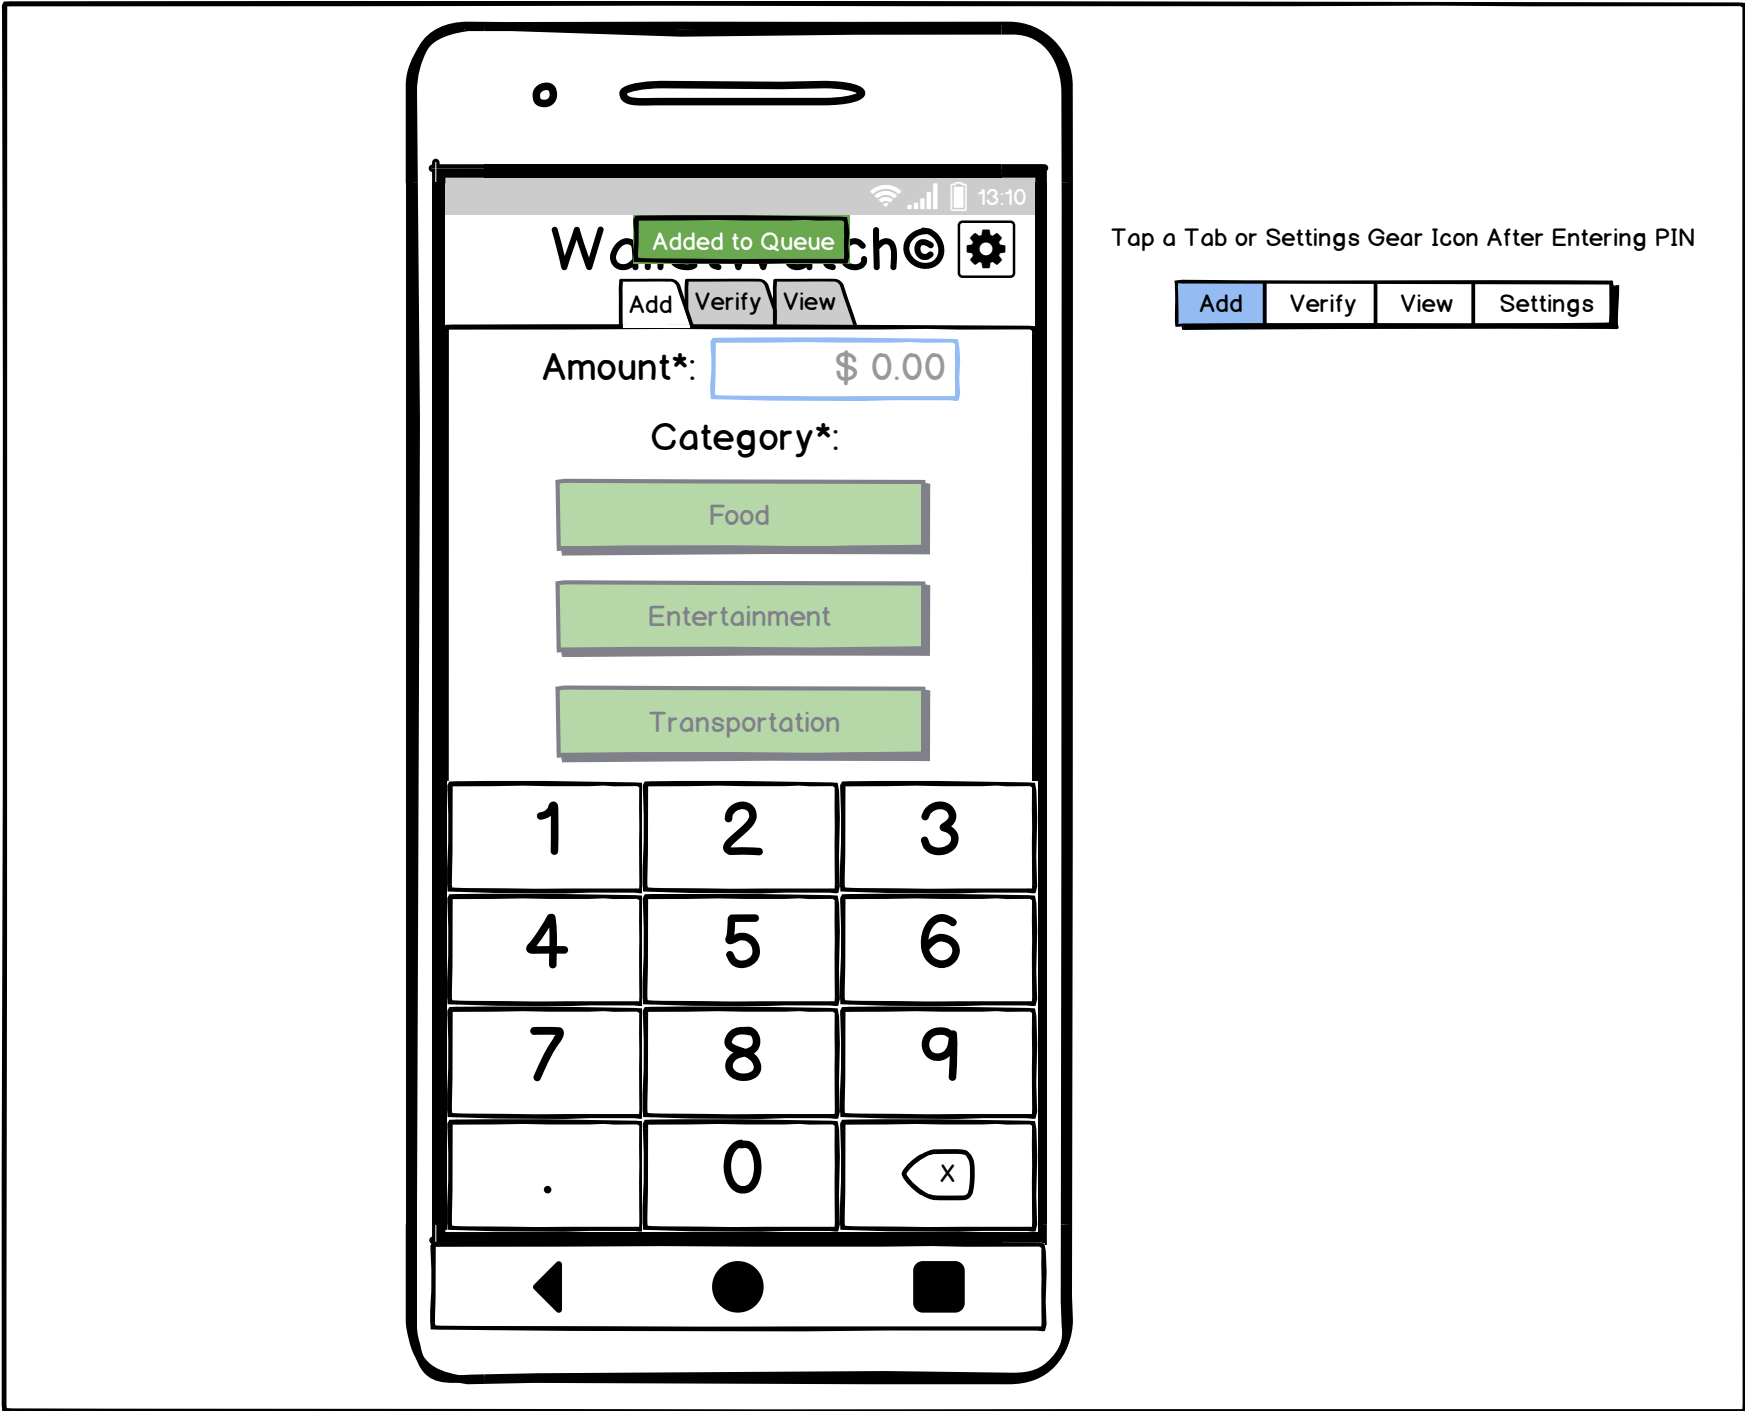 13:10
Added to Queue
ch©
Add Verify View
Amount*: $ 0.00
Category*:
Food
Entertainment
Transportation
1 2 3
4 5 6
7 8 9
. 0 X
Tap a Tab or Settings Gear Icon After Entering PIN
Add Verify View Settings